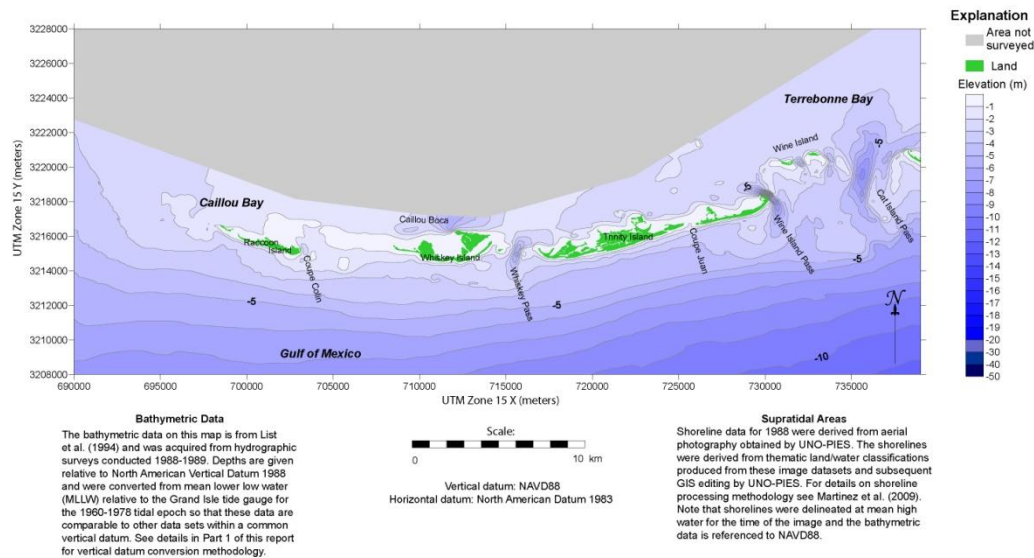 Explanation
Area not
surveyed
Land
Elevation (m)
-1
-2
-3
-4
-5
-6
-7
-8
-9
-10
-11
-12
-13
-14
-15
-16
-17
-18
-19
-20
-30
-40
-50
3228000
3226000
3224000
3222000
3220000
3218000
3216000
3214000
3212000
3210000
3208000
UTM Zone 15 Y (meters)
Terrebonne Bay
Wine Island
-5
-5
Cat Island Pass
Caillou Bay
Caillou Boca
Raccoon
Island
Coupe Colin
Whiskey Island
Whiskey Pass
Trinity Island
Coupe Juan
Wine Island Pass
-5
-5
-5
N
Gulf of Mexico
-10
690000
695000
700000
705000
710000
715000
720000
725000
730000
735000
UTM Zone 15 X (meters)
Bathymetric Data
The bathymetric data on this map is from List
et al. (1994) and was acquired from hydrographic
surveys conducted 1988-1989. Depths are given
relative to North American Vertical Datum 1988
and were converted from mean lower low water
(MLLW) relative to the Grand Isle tide gauge for
the 1960-1978 tidal epoch so that these data are
comparable to other data sets within a common
vertical datum. See details in Part 1 of this report
for vertical datum conversion methodology.
Scale:
0 10 km
Vertical datum: NAVD88
Horizontal datum: North American Datum 1983
Supratidal Areas
Shoreline data for 1988 were derived from aerial
photography obtained by UNO-PIES. The shorelines
were derived from thematic land/water classifications
produced from these image datasets and subsequent
GIS editing by UNO-PIES. For details on shoreline
processing methodology see Martinez et al. (2009).
Note that shorelines were delineated at mean high
water for the time of the image and the bathymetric
data is referenced to NAVD88.